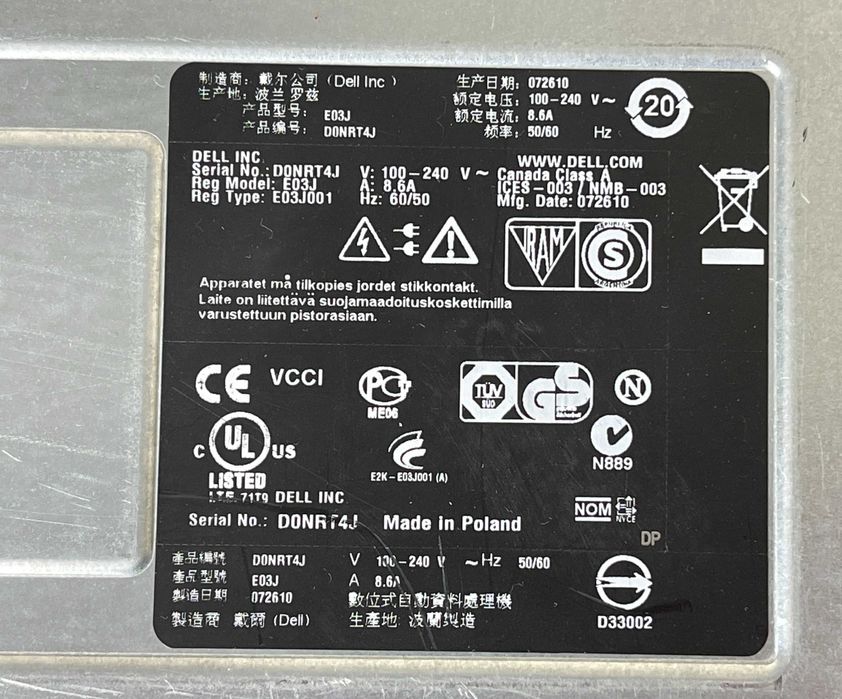 制造商: 戴尔公司 (Dell Inc )
生产地: 波兰 罗兹
产品型号: E03J
产品编号: D0NRT4J
生产日期: 072610
额定电压: 100-240 V~
额定电流: 8.6A
频率: 50/60 Hz
20
DELL INC
Serial No.: D0NRT4J V: 100-240 V~
Reg Model: E03J A: 8.6A
Reg Type: E03J001 Hz: 60/50
WWW.DELL.COM
Canada Class A
ICES-003 / NMB-003
Mfg. Date: 072610
IRAM
S
Apparatet må tilkopies jordet stikkontakt.
Laite on liitettävä suojamaadoituskoskettimilla
varustettuun pistorasiaan.
CE VCCI
ME06
TÜV
SÜD
GS
N
C UL US
LISTED
I.T.E. 71T9 DELL INC
E2K-E03J001 (A)
N889
Serial No.: D0NRT4J Made in Poland
NOM
NYCE
DP
產品編號 D0NRT4J V 100-240 V ~Hz 50/60
產品型號 E03J A 8.6A
製造日期 072610 數位式自動資料處理機
製造商 戴爾 (Dell) 生產地: 波蘭製造
D33002